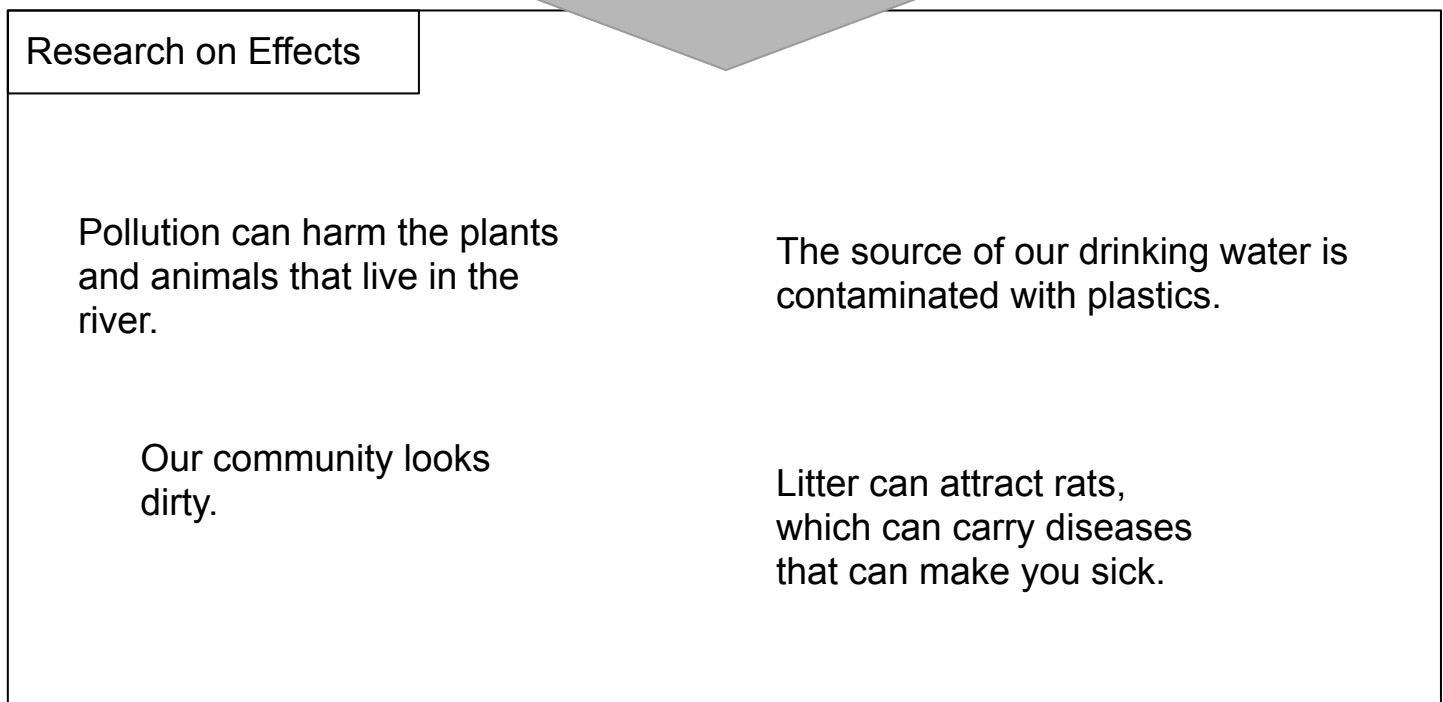 Research on Effects
Pollution can harm the plants
and animals that live in the
river.
The source of our drinking water is
contaminated with plastics.
Our community looks
dirty.
Litter can attract rats,
which can carry diseases
that can make you sick.